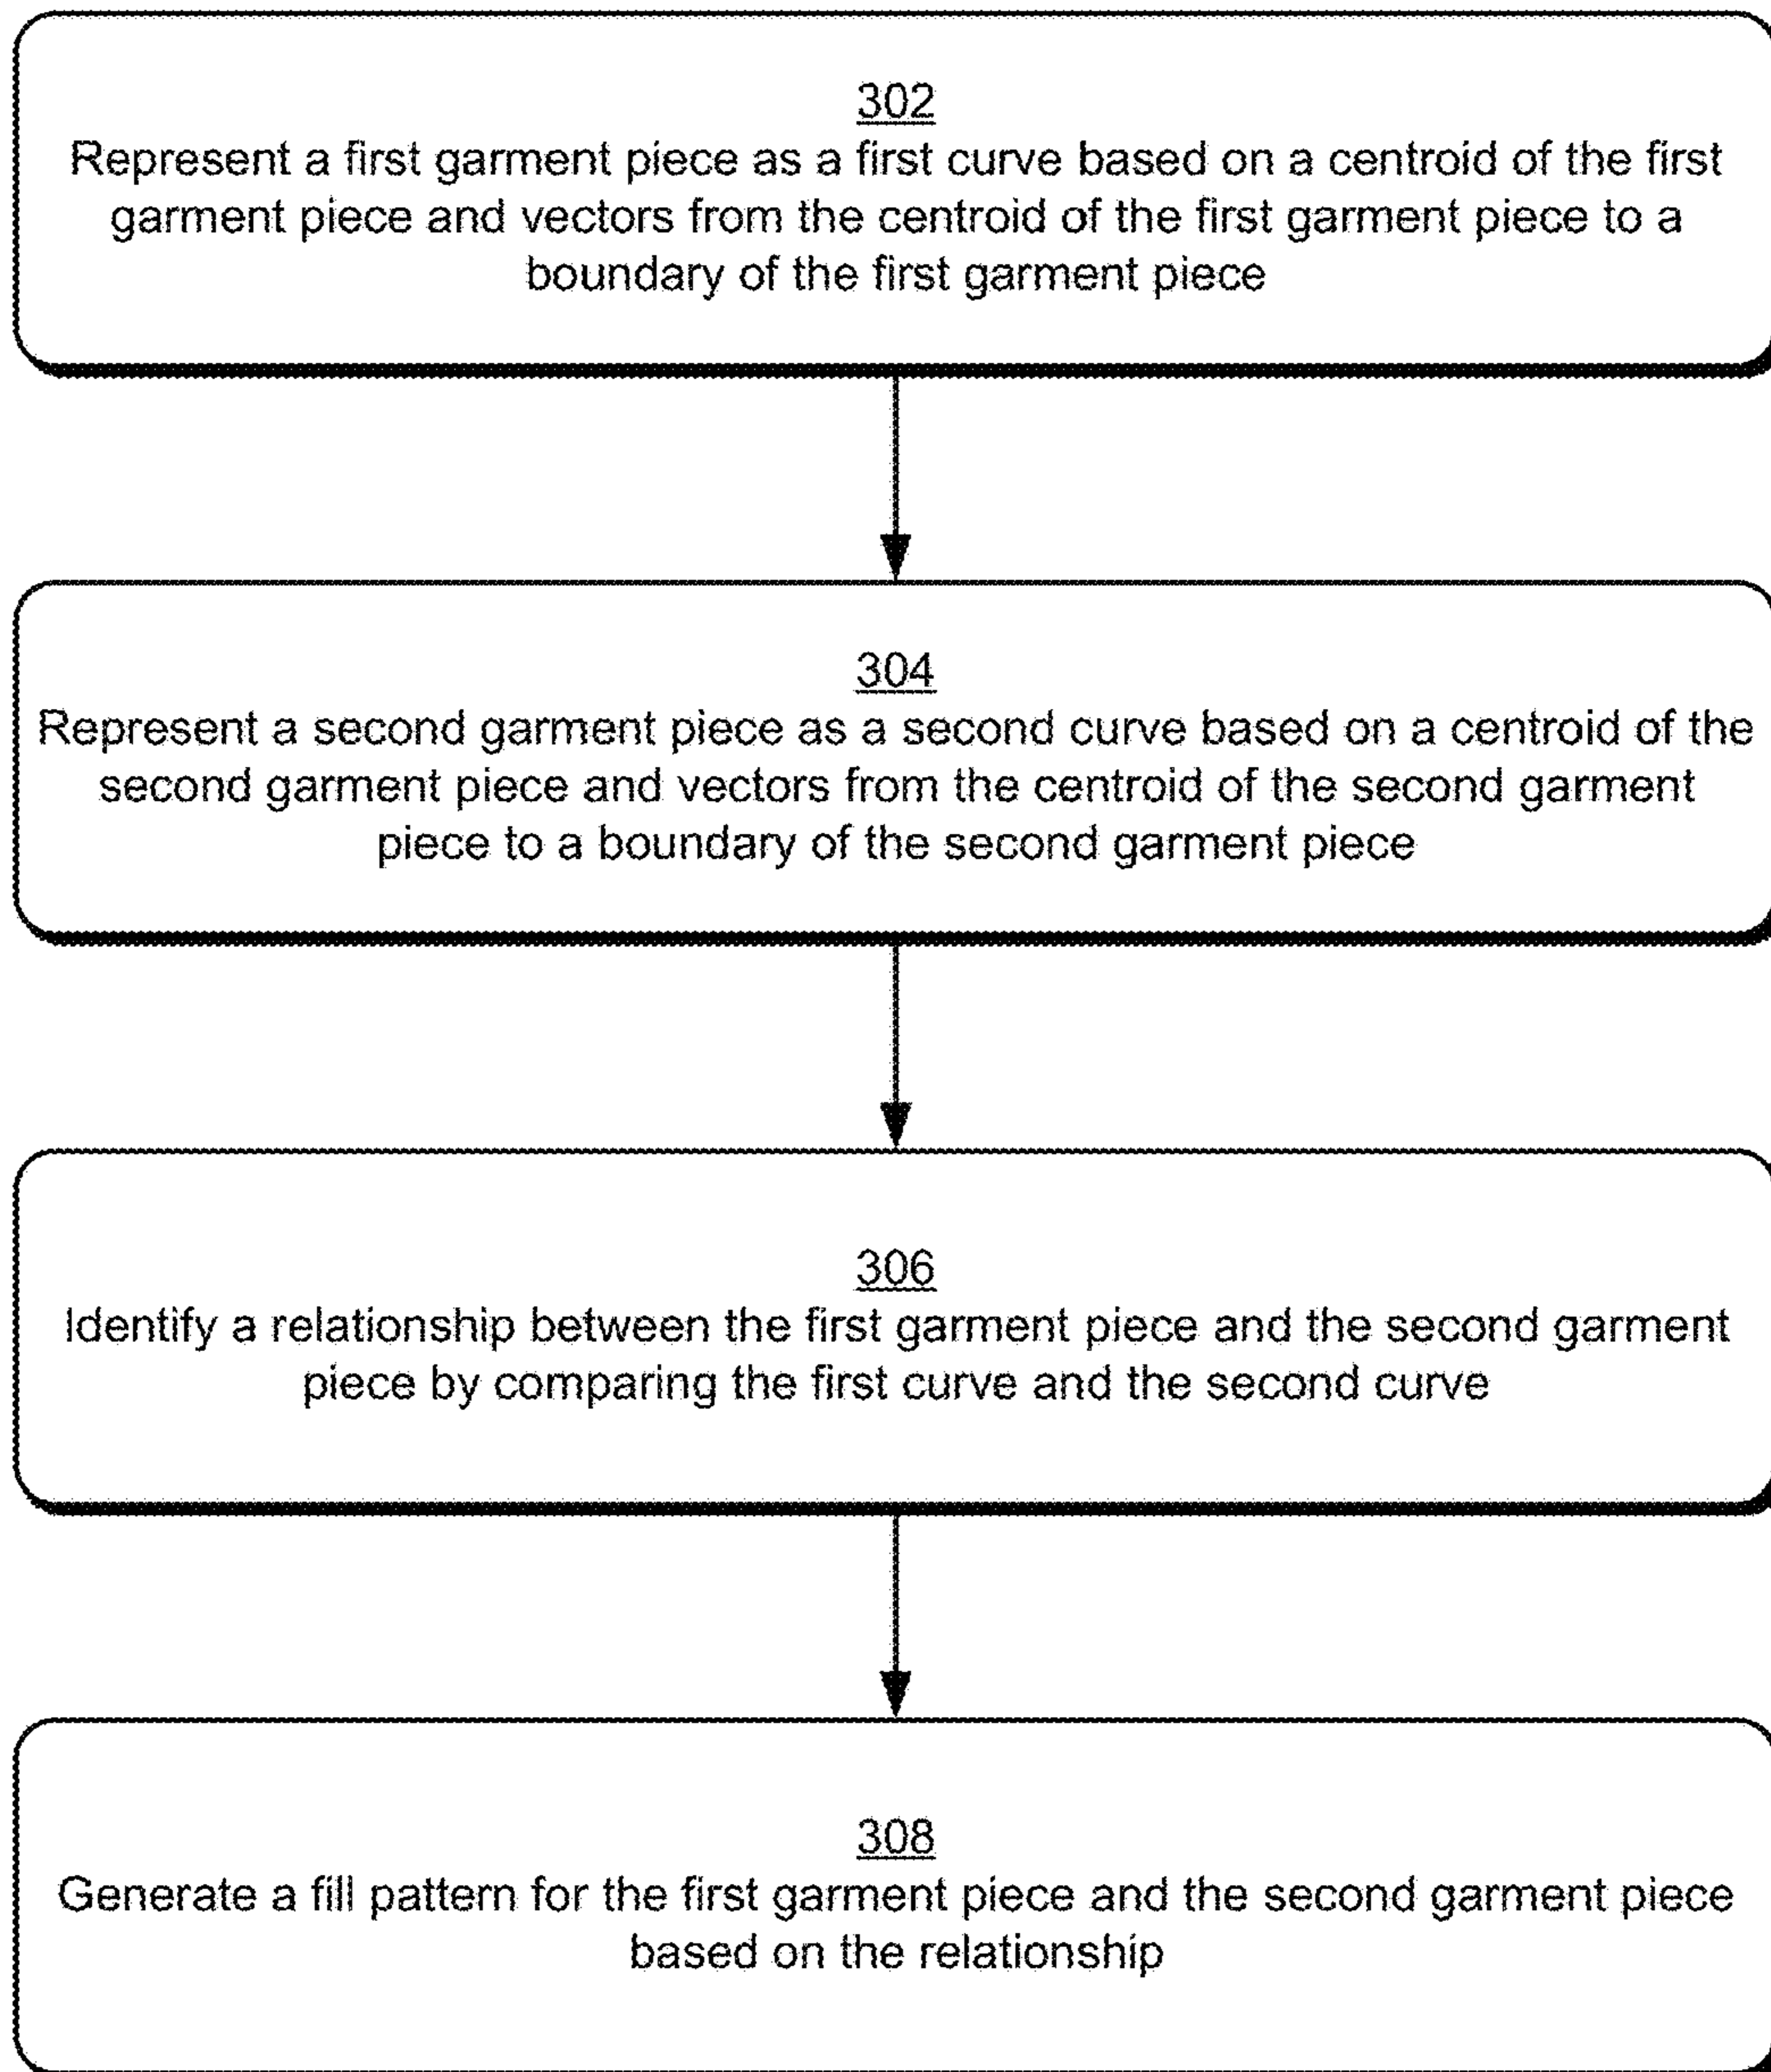 302
Represent a first garment piece as a first curve based on a centroid of the first
garment piece and vectors from the centroid of the first garment piece to a
boundary of the first garment piece
304
Represent a second garment piece as a second curve based on a centroid of the
second garment piece and vectors from the centroid of the second garment
piece to a boundary of the second garment piece
306
Identify a relationship between the first garment piece and the second garment
piece by comparing the first curve and the second curve
308
Generate a fill pattern for the first garment piece and the second garment piece
based on the relationship